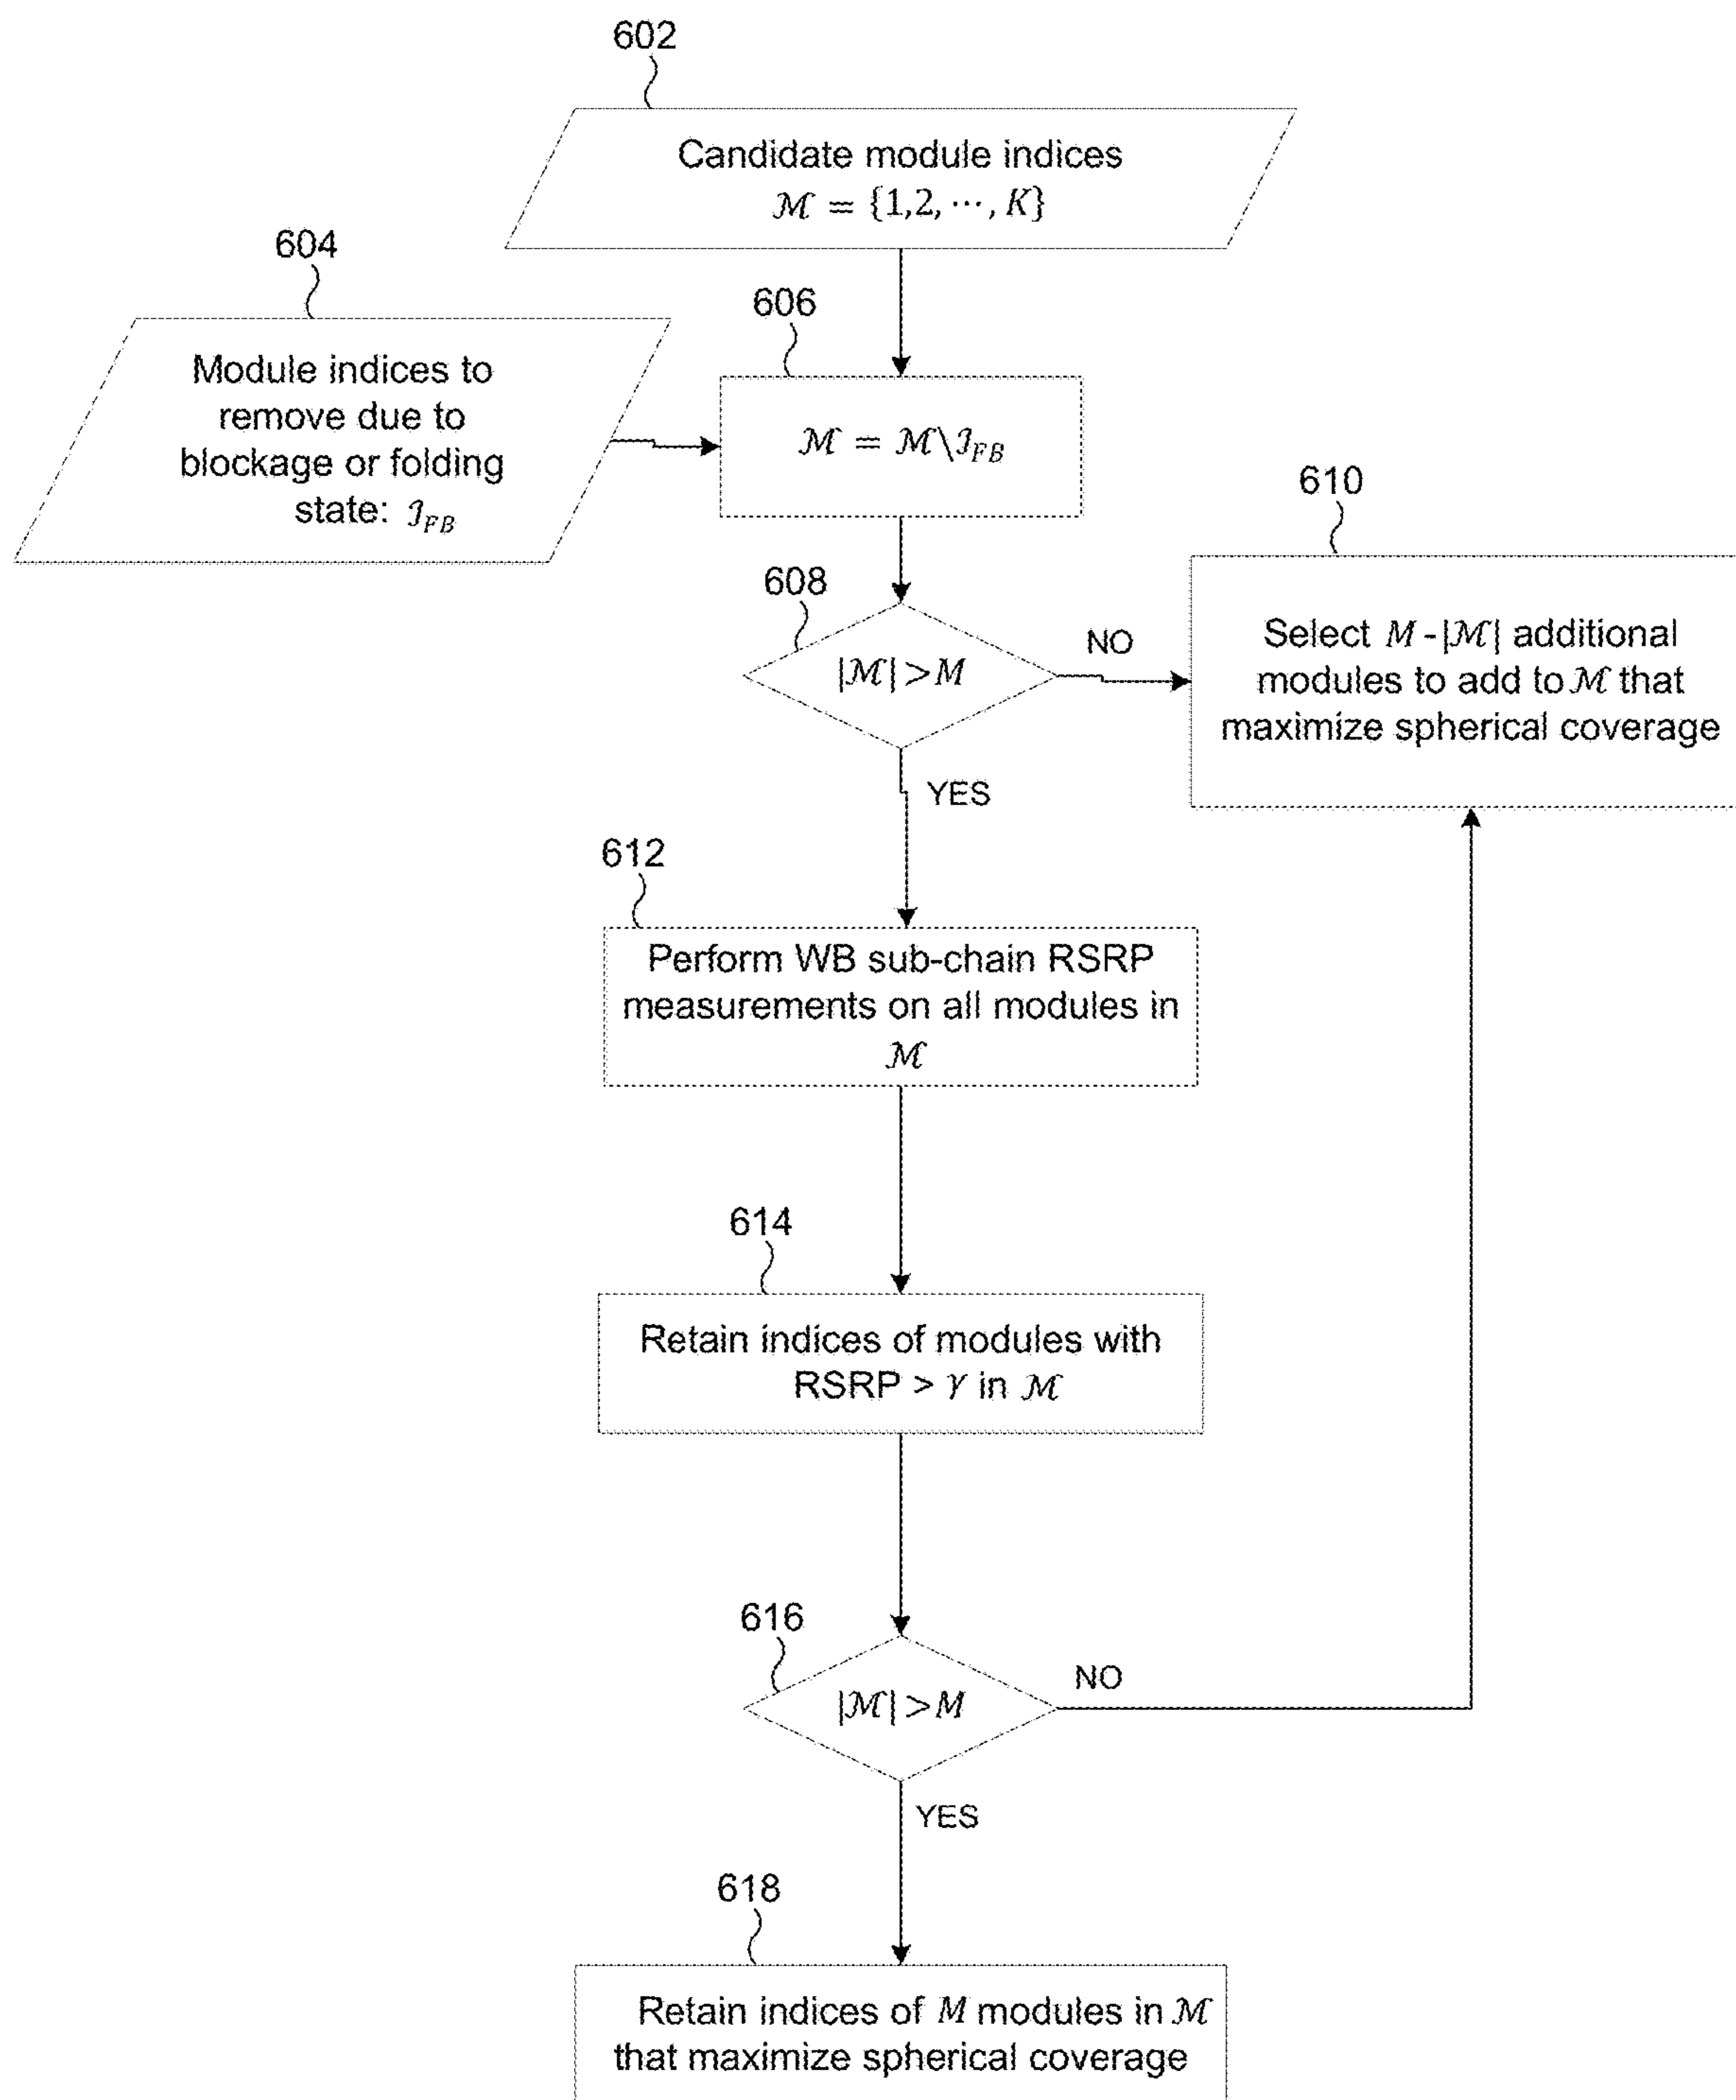 602
Candidate module indices
ℳ = {1,2, ⋯, K}
604
Module indices to
remove due to
blockage or folding
state: ℐ_FB
606
ℳ = ℳ\ℐ_FB
608
|ℳ| > M
NO
YES
610
Select M - |ℳ| additional
modules to add to ℳ that
maximize spherical coverage
612
Perform WB sub-chain RSRP
measurements on all modules in
ℳ
614
Retain indices of modules with
RSRP > γ in ℳ
616
|ℳ| > M
NO
YES
618
Retain indices of M modules in ℳ
that maximize spherical coverage